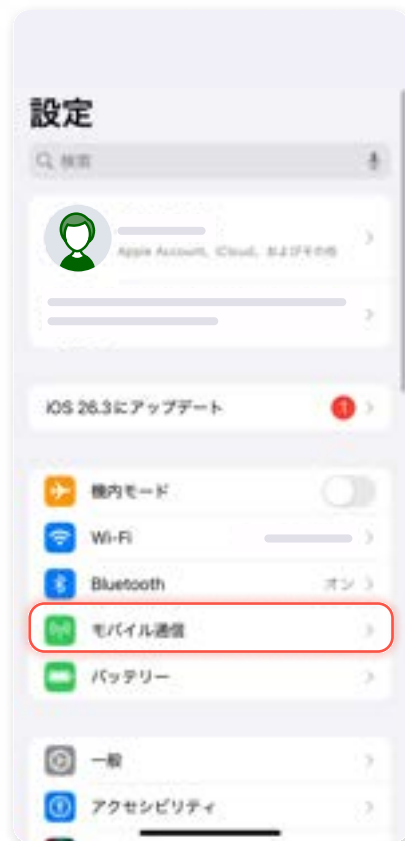 設定
検索
Apple Account、iCloud、およびその他
iOS 26.3にアップデート
1
機内モード
Wi-Fi
Bluetooth
オン
モバイル通信
バッテリー
一般
アクセシビリティ